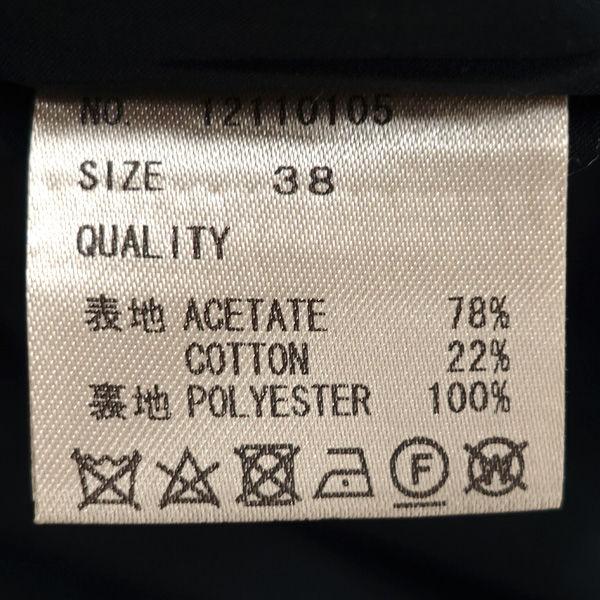 NO. 12110105
SIZE 38
QUALITY
表地 ACETATE 78%
COTTON 22%
裏地 POLYESTER 100%
F W